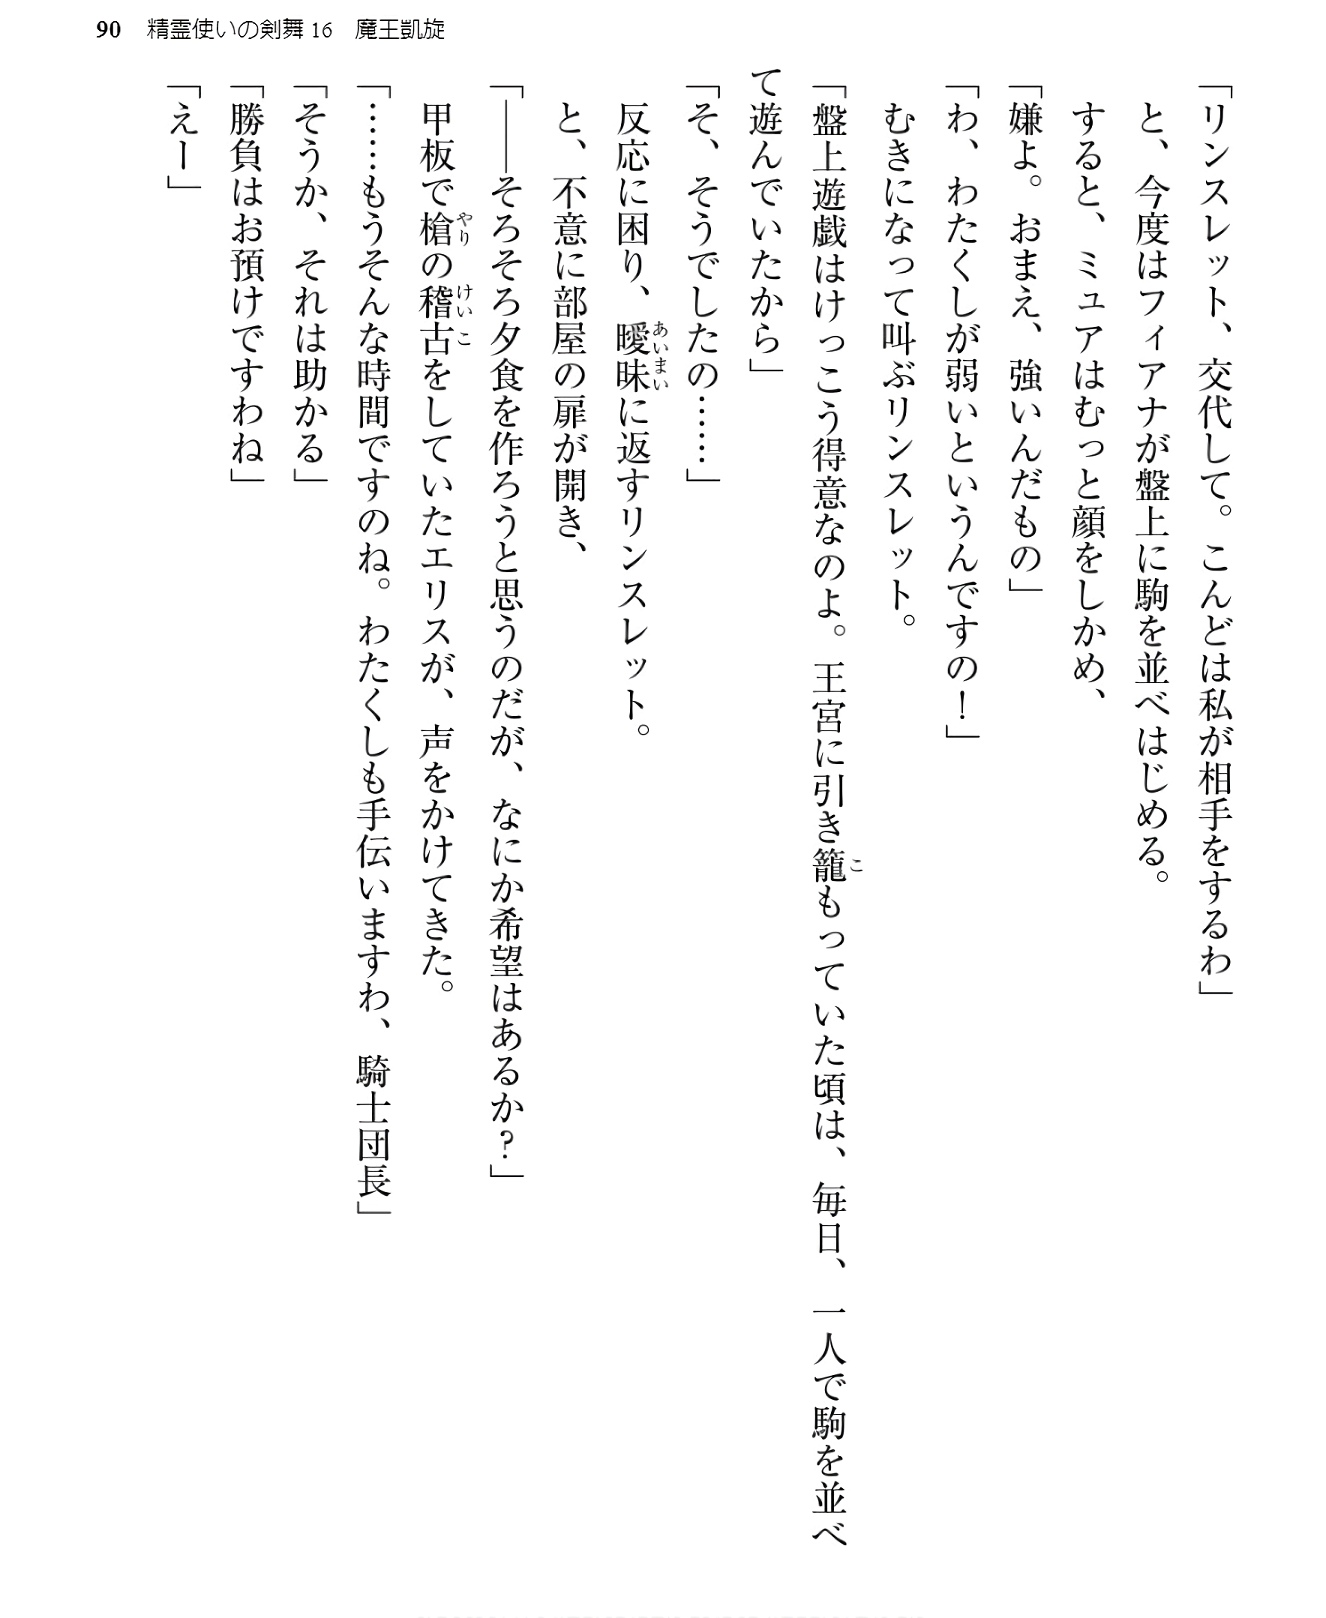 90 精霊使いの剣舞16 魔王凱旋
「リンスレット、交代して。こんどは私が相手をするわ」
と、今度はフィアナが盤上に駒を並べはじめる。
すると、ミュアはむっと顔をしかめ、
「嫌よ。おまえ、強いんだもの」
「わ、わたくしが弱いというんですの！」
むきになって叫ぶリンスレット。
「盤上遊戯はけっこう得意なのよ。王宮に引き籠もっていた頃は、毎日、一人で駒を並べ
て遊んでいたから」
「そ、そうでしたの……」
反応に困り、曖昧に返すリンスレット。
と、不意に部屋の扉が開き、
「――そろそろ夕食を作ろうと思うのだが、なにか希望はあるか？」
甲板で槍の稽古をしていたエリスが、声をかけてきた。
「……もうそんな時間ですのね。わたくしも手伝いますわ、騎士団長」
「そうか、それは助かる」
「勝負はお預けですわね」
「えー」